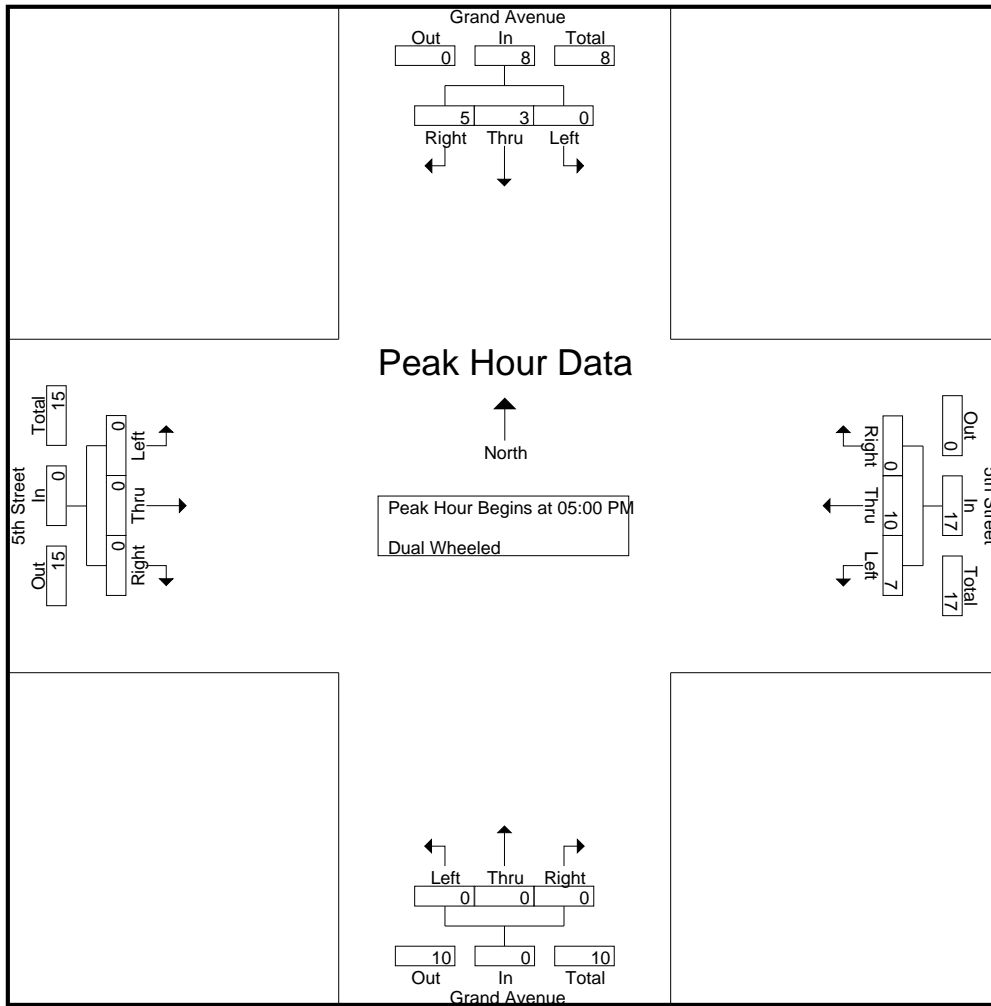 Grand Avenue
Out In Total
0 8 8
5 3 0
Right Thru Left
Peak Hour Data
North
Peak Hour Begins at 05:00 PM
Dual Wheeled
5th Street
Total In Out
15 0 15
0 0 0
Left Thru Right
Right Thru Left
0 10 7
Out In Total
0 17 17
5th Street
Left Thru Right
0 0 0
10 0 10
Out In Total
Grand Avenue